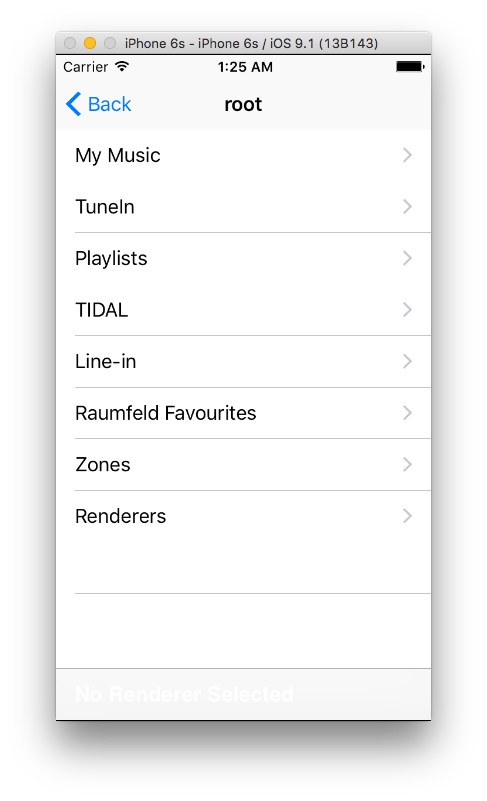 iPhone 6s - iPhone 6s / iOS 9.1 (13B143)
Carrier 1:25 AM
Back root
My Music
TuneIn
Playlists
TIDAL
Line-in
Raumfeld Favourites
Zones
Renderers
No Renderer Selected